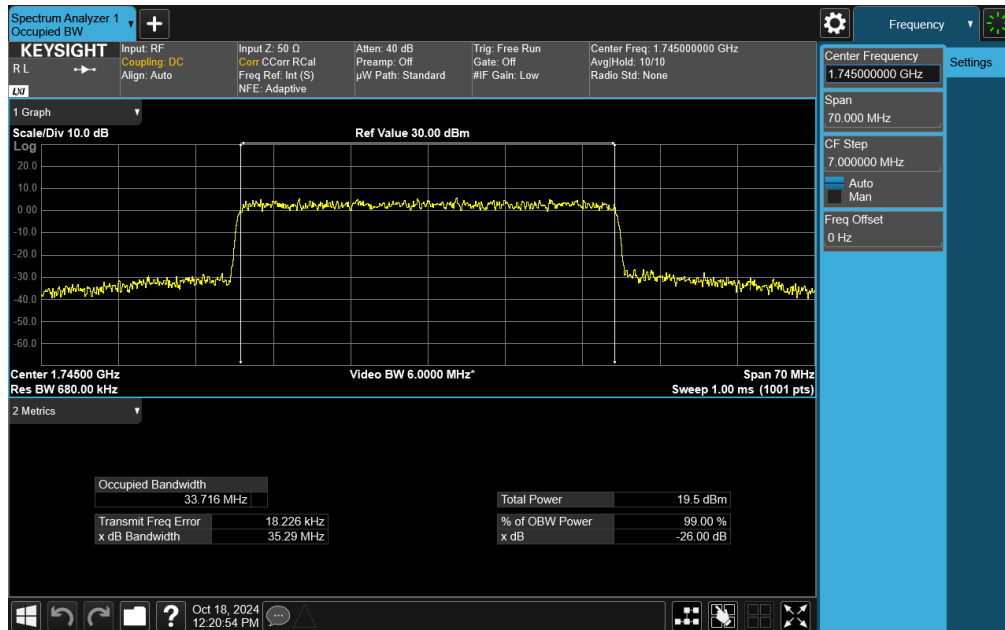 Spectrum Analyzer 1
Occupied BW
Frequency
KEYSIGHT
R L
LXI
Input: RF
Coupling: DC
Align: Auto
Input Z: 50 Ω
Corr CCorr RCal
Freq Ref: Int (S)
NFE: Adaptive
Atten: 40 dB
Preamp: Off
µW Path: Standard
Trig: Free Run
Gate: Off
#IF Gain: Low
Center Freq: 1.745000000 GHz
Avg|Hold: 10/10
Radio Std: None
Center Frequency
1.745000000 GHz
Settings
Span
70.000 MHz
CF Step
7.000000 MHz
Auto
Man
Freq Offset
0 Hz
1 Graph
Scale/Div 10.0 dB
Ref Value 30.00 dBm
Log
20.0
10.0
0.00
-10.0
-20.0
-30.0
-40.0
-50.0
-60.0
Center 1.74500 GHz
Video BW 6.0000 MHz*
Span 70 MHz
Res BW 680.00 kHz
Sweep 1.00 ms (1001 pts)
2 Metrics
Occupied Bandwidth
33.716 MHz
Total Power 19.5 dBm
Transmit Freq Error 18.226 kHz
% of OBW Power 99.00 %
x dB Bandwidth 35.29 MHz
x dB -26.00 dB
Oct 18, 2024
12:20:54 PM